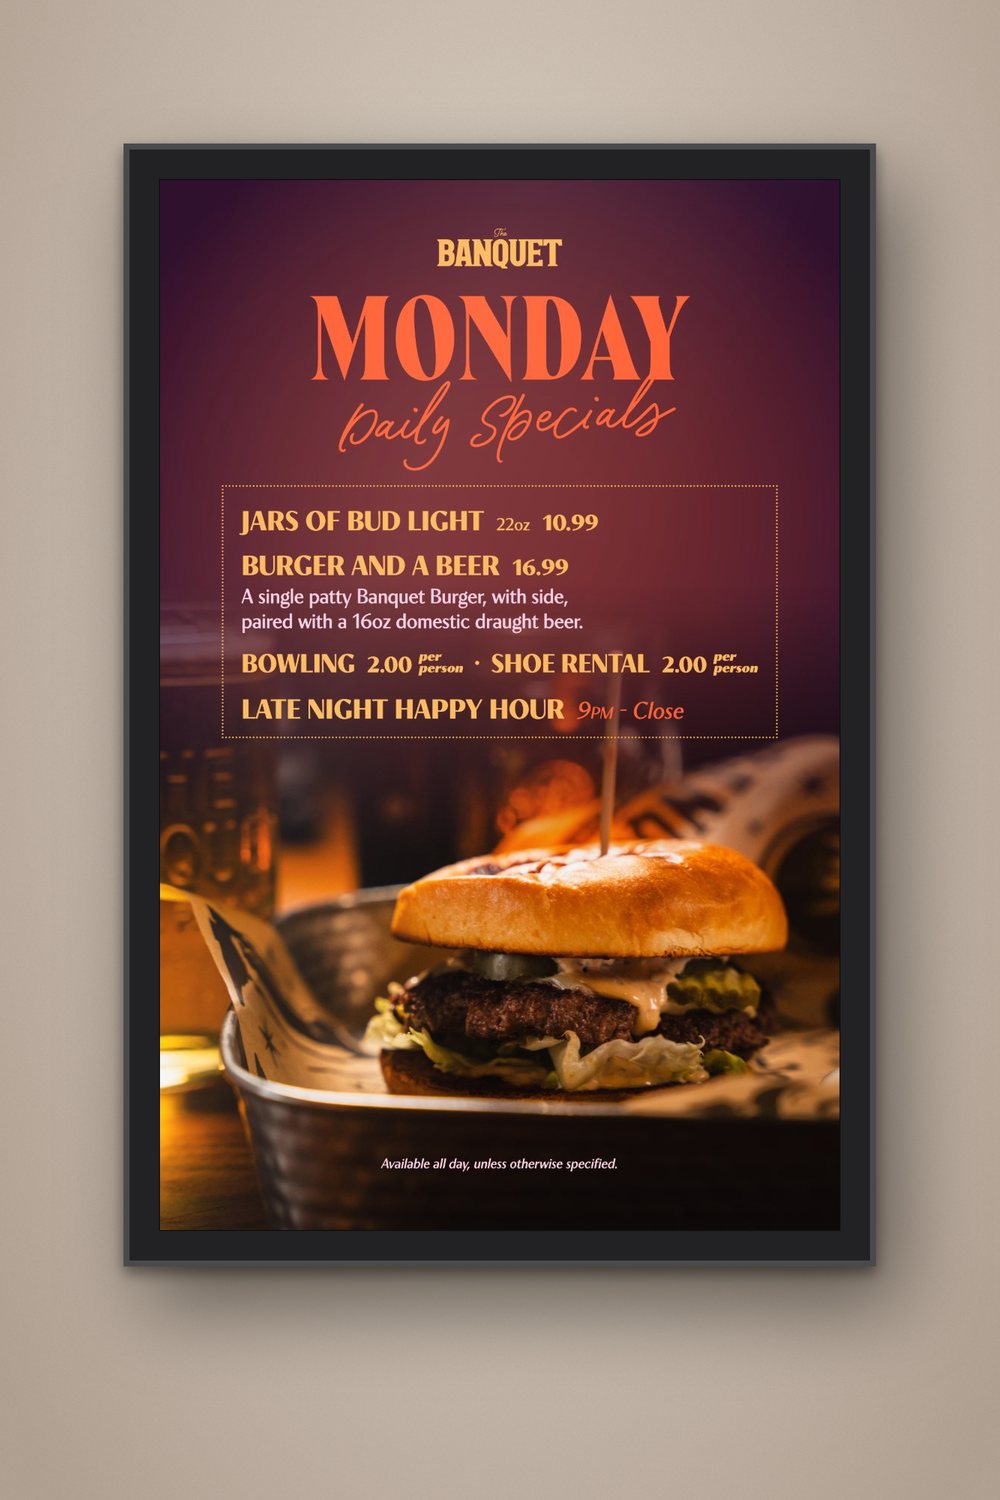 The
BANQUET
MONDAY
Daily Specials
JARS OF BUD LIGHT 22oz 10.99
BURGER AND A BEER 16.99
A single patty Banquet Burger, with side,
paired with a 16oz domestic draught beer.
BOWLING 2.00 per person · SHOE RENTAL 2.00 per person
LATE NIGHT HAPPY HOUR 9PM - Close
Available all day, unless otherwise specified.